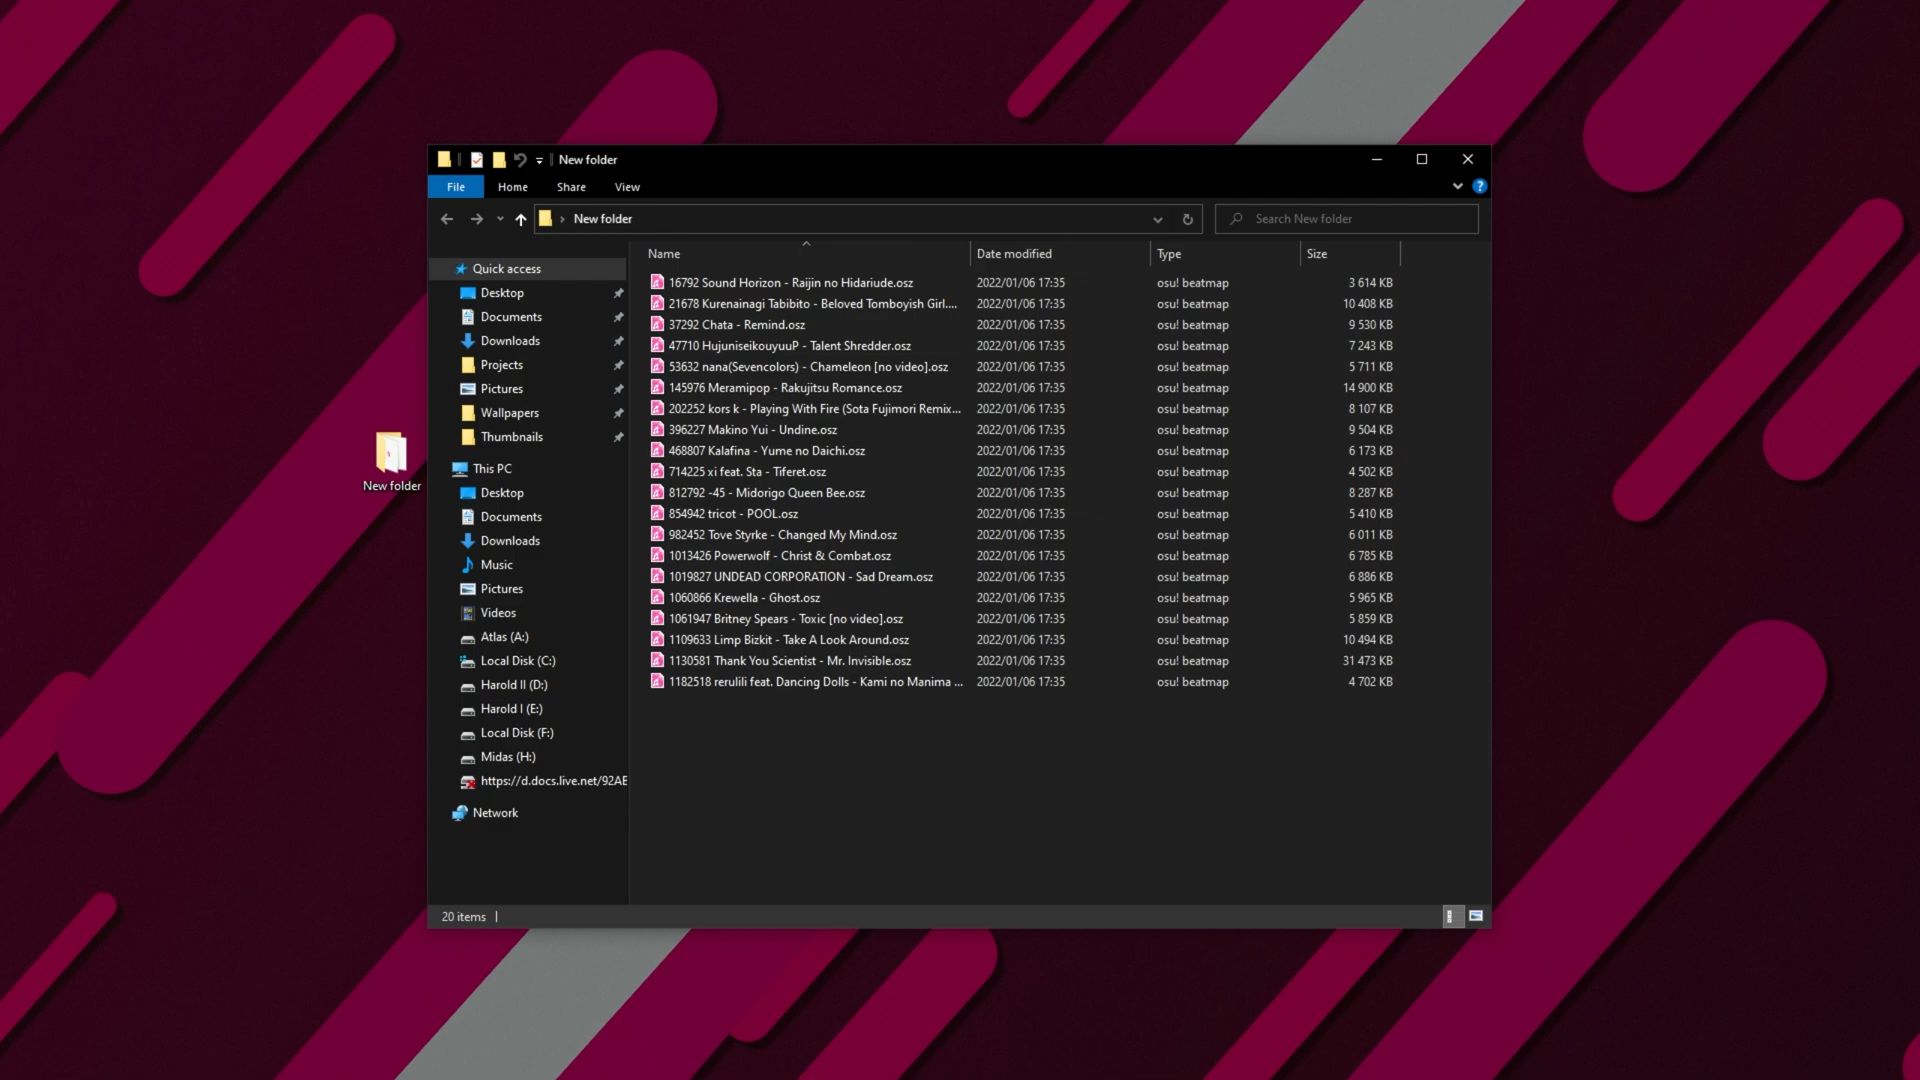 New folder
File Home Share View
New folder
Search New folder
Name Date modified Type Size
Quick access
Desktop
Documents
Downloads
Projects
Pictures
Wallpapers
Thumbnails
This PC
Desktop
Documents
Downloads
Music
Pictures
Videos
Atlas (A:)
Local Disk (C:)
Harold II (D:)
Harold I (E:)
Local Disk (F:)
Midas (H:)
https://d.docs.live.net/92AE
Network
16792 Sound Horizon - Raijin no Hidariude.osz 2022/01/06 17:35 osu! beatmap 3 614 KB
21678 Kurenainagi Tabibito - Beloved Tomboyish Girl.... 2022/01/06 17:35 osu! beatmap 10 408 KB
37292 Chata - Remind.osz 2022/01/06 17:35 osu! beatmap 9 530 KB
47710 HujuniseikouyuuP - Talent Shredder.osz 2022/01/06 17:35 osu! beatmap 7 243 KB
53632 nana(Sevencolors) - Chameleon [no video].osz 2022/01/06 17:35 osu! beatmap 5 711 KB
145976 Meramipop - Rakujitsu Romance.osz 2022/01/06 17:35 osu! beatmap 14 900 KB
202252 kors k - Playing With Fire (Sota Fujimori Remix... 2022/01/06 17:35 osu! beatmap 8 107 KB
396227 Makino Yui - Undine.osz 2022/01/06 17:35 osu! beatmap 9 504 KB
468807 Kalafina - Yume no Daichi.osz 2022/01/06 17:35 osu! beatmap 6 173 KB
714225 xi feat. Sta - Tiferet.osz 2022/01/06 17:35 osu! beatmap 4 502 KB
812792 -45 - Midorigo Queen Bee.osz 2022/01/06 17:35 osu! beatmap 8 287 KB
854942 tricot - POOL.osz 2022/01/06 17:35 osu! beatmap 5 410 KB
982452 Tove Styrke - Changed My Mind.osz 2022/01/06 17:35 osu! beatmap 6 011 KB
1013426 Powerwolf - Christ & Combat.osz 2022/01/06 17:35 osu! beatmap 6 785 KB
1019827 UNDEAD CORPORATION - Sad Dream.osz 2022/01/06 17:35 osu! beatmap 6 886 KB
1060866 Krewella - Ghost.osz 2022/01/06 17:35 osu! beatmap 5 965 KB
1061947 Britney Spears - Toxic [no video].osz 2022/01/06 17:35 osu! beatmap 5 859 KB
1109633 Limp Bizkit - Take A Look Around.osz 2022/01/06 17:35 osu! beatmap 10 494 KB
1130581 Thank You Scientist - Mr. Invisible.osz 2022/01/06 17:35 osu! beatmap 31 473 KB
1182518 rerulili feat. Dancing Dolls - Kami no Manima ... 2022/01/06 17:35 osu! beatmap 4 702 KB
20 items
New folder